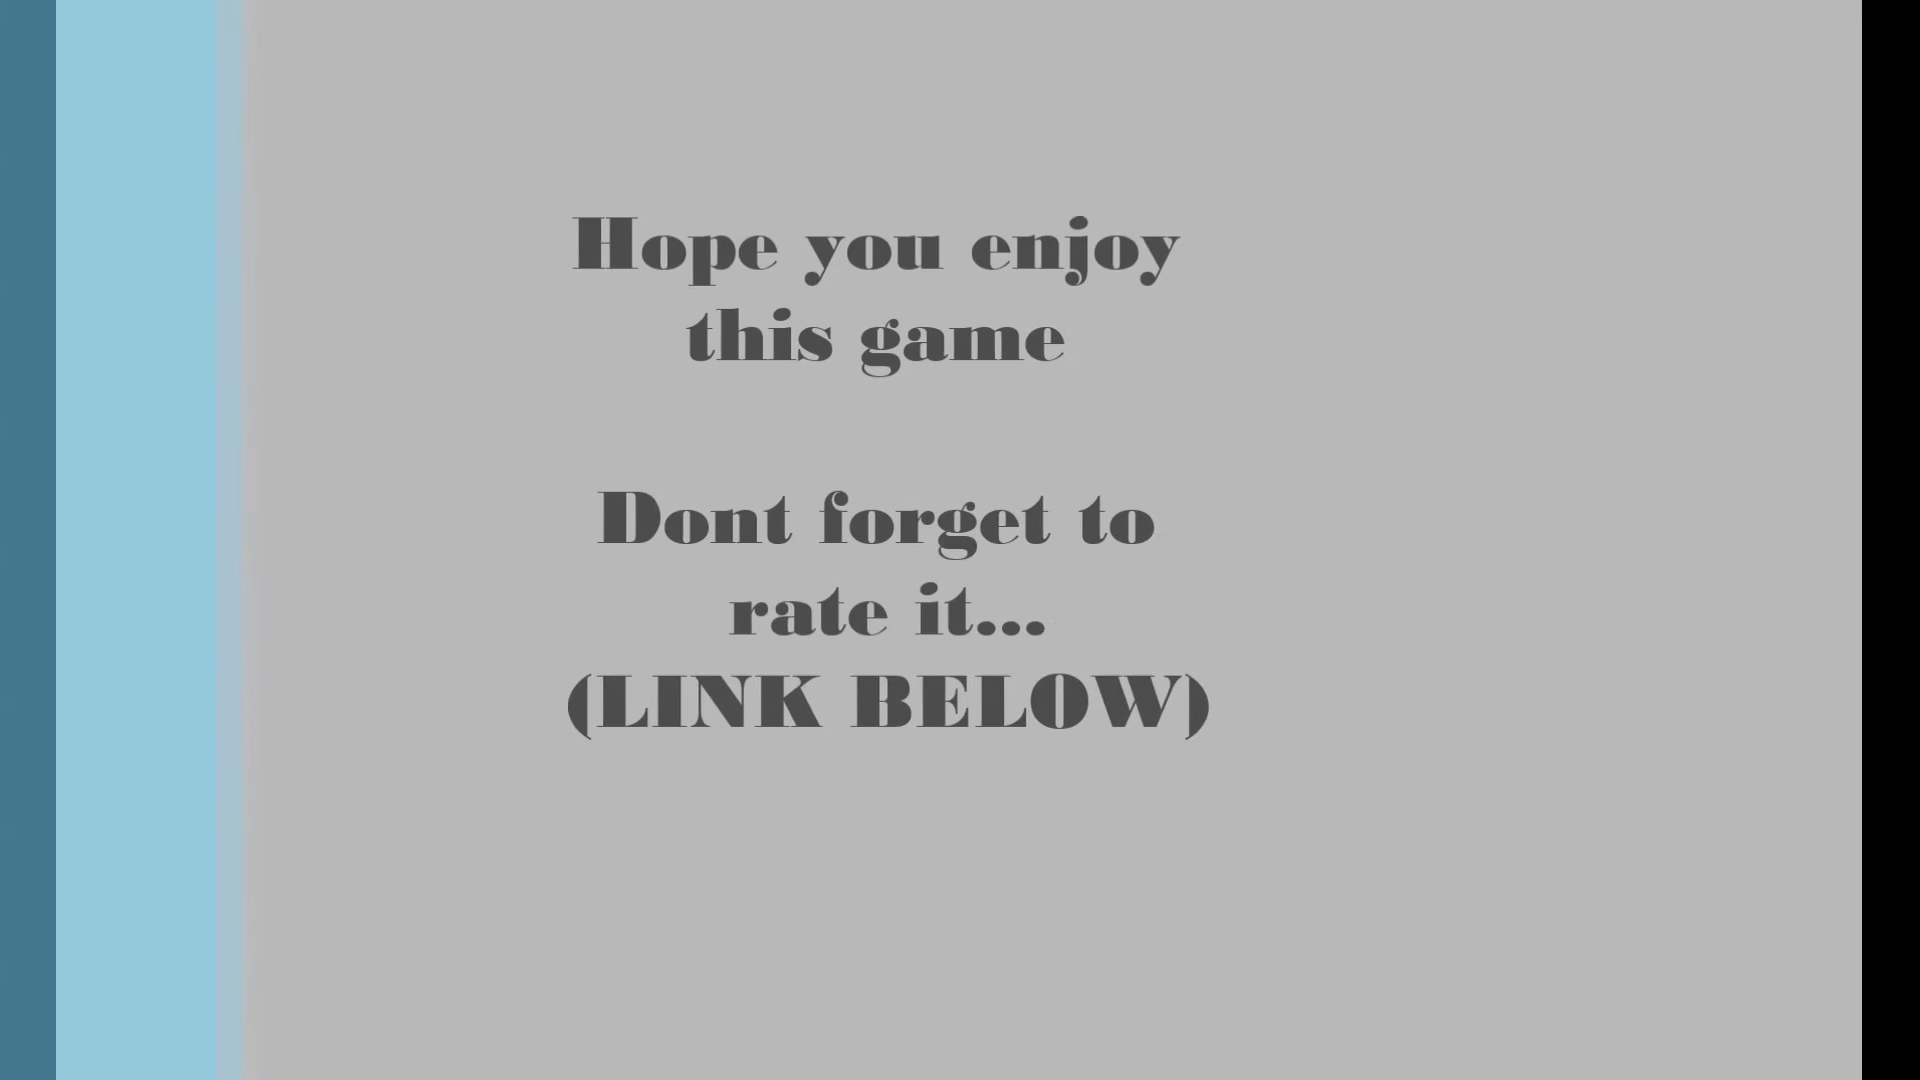 Hope you enjoy
this game
Dont forget to
rate it...
(LINK BELOW)